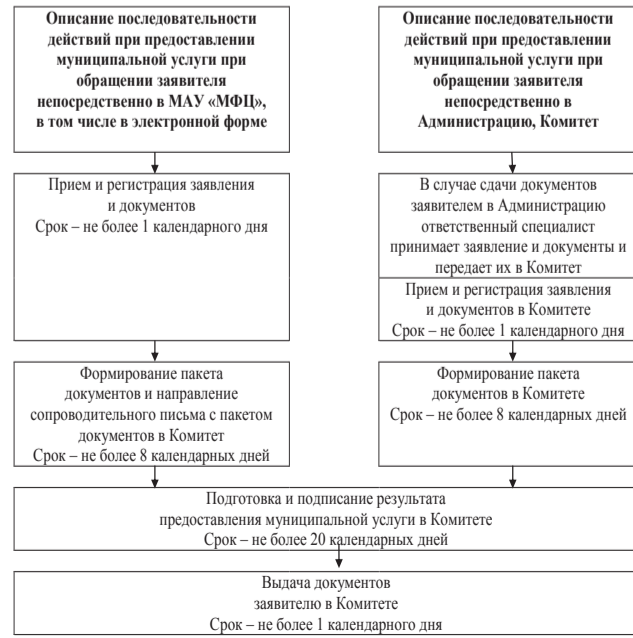 Описание последовательности
действий при предоставлении
муниципальной услуги при
обращении заявителя
непосредственно в МАУ «МФЦ»,
в том числе в электронной форме
Описание последовательности
действий при предоставлении
муниципальной услуги при
обращении заявителя
непосредственно в
Администрацию, Комитет
Прием и регистрация заявления
и документов
Срок – не более 1 календарного дня
В случае сдачи документов
заявителем в Администрацию
ответственный специалист
принимает заявление и документы и
передает их в Комитет
Прием и регистрация заявления
и документов в Комитете
Срок – не более 1 календарного дня
Формирование пакета
документов и направление
сопроводительного письма с пакетом
документов в Комитет
Срок – не более 8 календарных дней
Формирование пакета
документов в Комитете
Срок – не более 8 календарных дней
Подготовка и подписание результата
предоставления муниципальной услуги в Комитете
Срок – не более 20 календарных дней
Выдача документов
заявителю в Комитете
Срок – не более 1 календарного дня